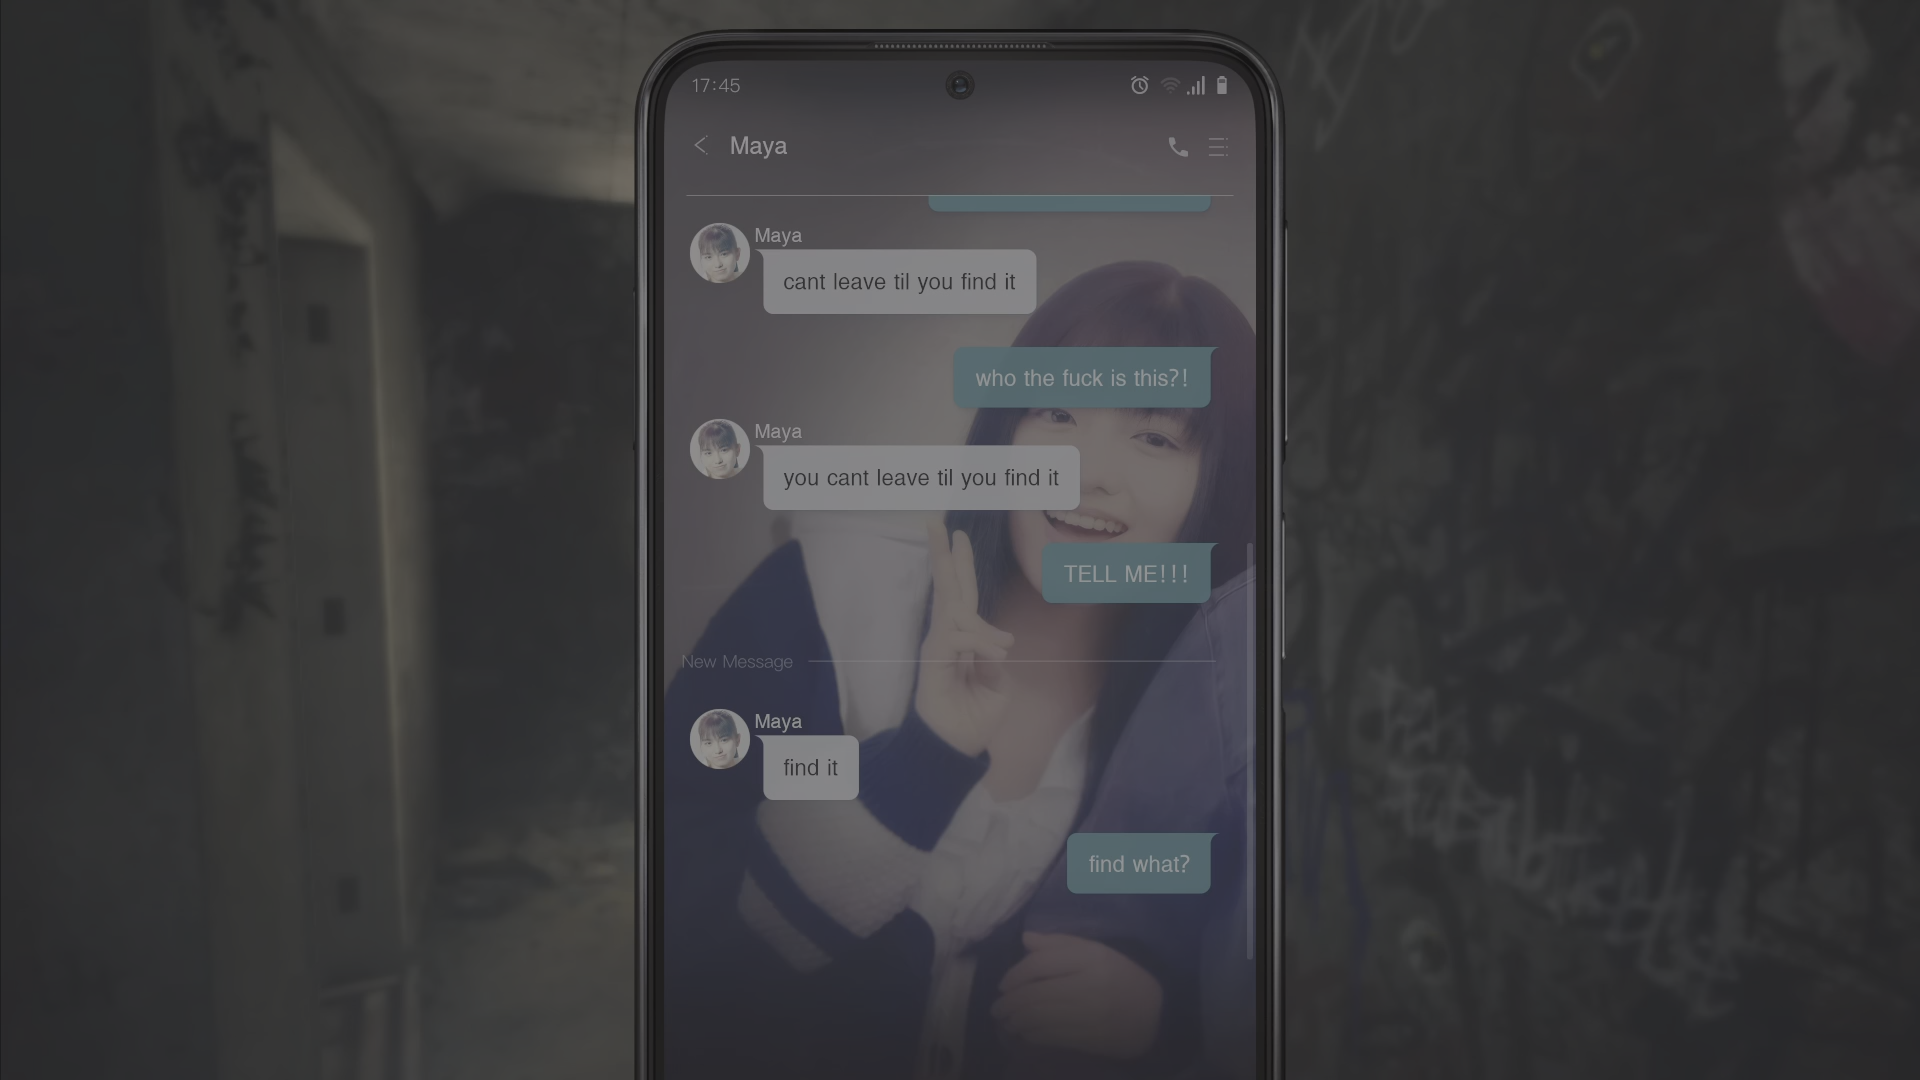 17:45
Maya
Maya
cant leave til you find it
who the fuck is this?!
Maya
you cant leave til you find it
TELL ME!!!
New Message
Maya
find it
find what?